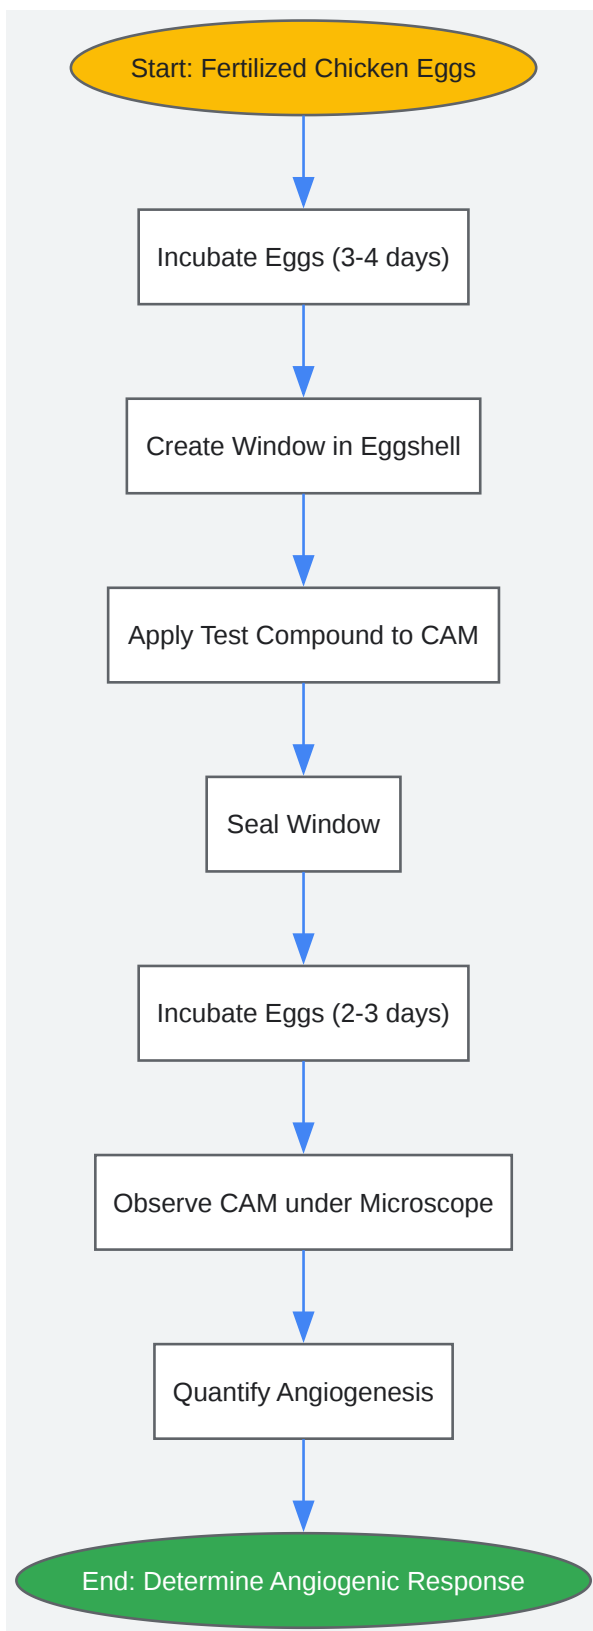 Start: Fertilized Chicken Eggs
Incubate Eggs (3-4 days)
Create Window in Eggshell
Apply Test Compound to CAM
Seal Window
Incubate Eggs (2-3 days)
Observe CAM under Microscope
Quantify Angiogenesis
End: Determine Angiogenic Response